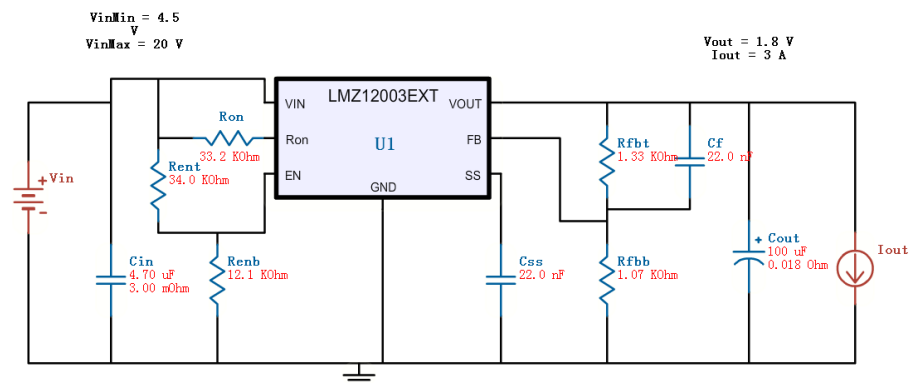 VinMin = 4.5
V
VinMax = 20 V
Vout = 1.8 V
Iout = 3 A
LMZ12003EXT
U1
VIN
Ron
EN
GND
VOUT
FB
SS
Ron
33.2 KOhm
Rent
34.0 KOhm
Vin
Cin
4.70 uF
3.00 mOhm
Renb
12.1 KOhm
Css
22.0 nF
Rfbt
1.33 KOhm
Cf
22.0 nF
Rfbb
1.07 KOhm
Cout
100 uF
0.018 Ohm
Iout